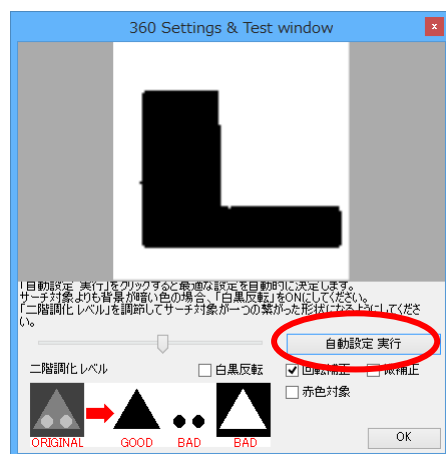 360 Settings & Test window
x
「自動設定 実行」をクリックすると最適な設定を自動的に決定します。
サーチ対象よりも背景が暗い色の場合、「白黒反転」をONにしてください。
「二階調化レベル」を調節してサーチ対象が一つの繋がった形状になるようにしてくださ
い。
自動設定 実行
二階調化レベル 白黒反転 回転補正
赤色対象
ORIGINAL GOOD BAD BAD
OK